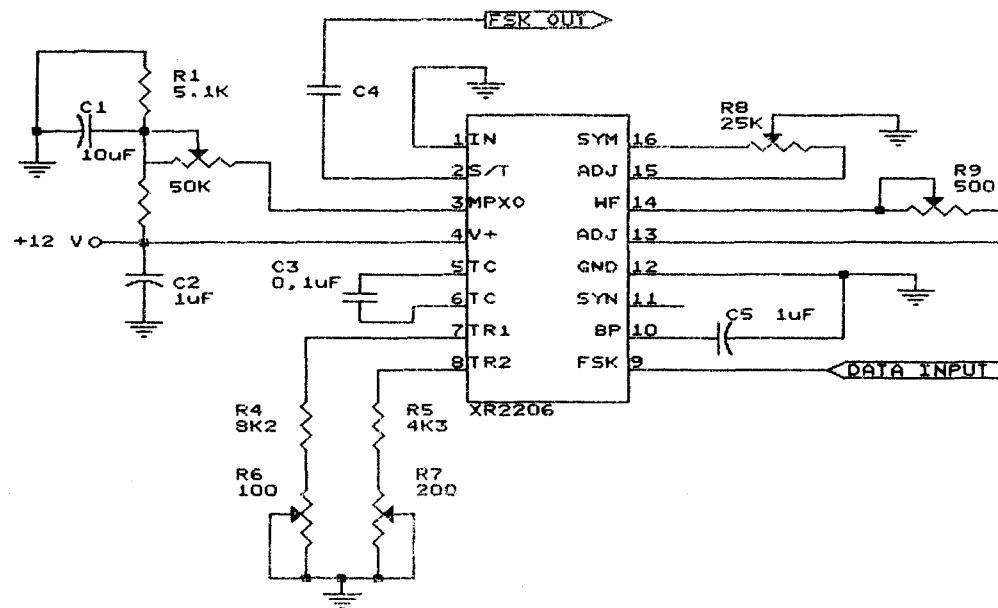 FSK OUT
R1
5.1K
C1
10uF
50K
+12 V
C2
1uF
C4
C3
0,1uF
1 IN
2 S/T
3 MPXO
4 V+
5 TC
6 TC
7 TR1
8 TR2
SYM 16
ADJ 15
WF 14
ADJ 13
GND 12
SYN 11
BP 10
FSK 9
XR2206
R8
25K
R9
500
C5 1uF
DATA INPUT
R4
8K2
R5
4K3
R6
100
R7
200